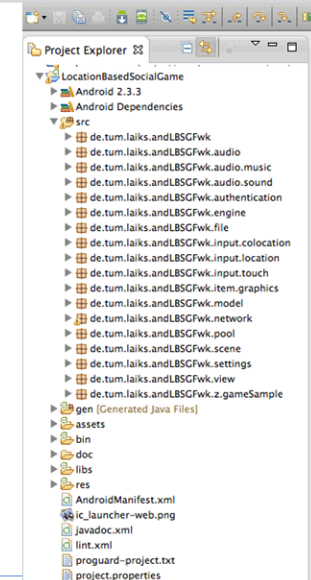 Project Explorer
LocationBasedSocialGame
Android 2.3.3
Android Dependencies
src
de.tum.laiks.andLBSGFwk
de.tum.laiks.andLBSGFwk.audio
de.tum.laiks.andLBSGFwk.audio.music
de.tum.laiks.andLBSGFwk.audio.sound
de.tum.laiks.andLBSGFwk.authentication
de.tum.laiks.andLBSGFwk.engine
de.tum.laiks.andLBSGFwk.file
de.tum.laiks.andLBSGFwk.input.colocation
de.tum.laiks.andLBSGFwk.input.location
de.tum.laiks.andLBSGFwk.input.touch
de.tum.laiks.andLBSGFwk.item.graphics
de.tum.laiks.andLBSGFwk.model
de.tum.laiks.andLBSGFwk.network
de.tum.laiks.andLBSGFwk.pool
de.tum.laiks.andLBSGFwk.scene
de.tum.laiks.andLBSGFwk.settings
de.tum.laiks.andLBSGFwk.view
de.tum.laiks.andLBSGFwk.z.gameSample
gen [Generated Java Files]
assets
bin
doc
libs
res
AndroidManifest.xml
ic_launcher-web.png
javadoc.xml
lint.xml
proguard-project.txt
project.properties